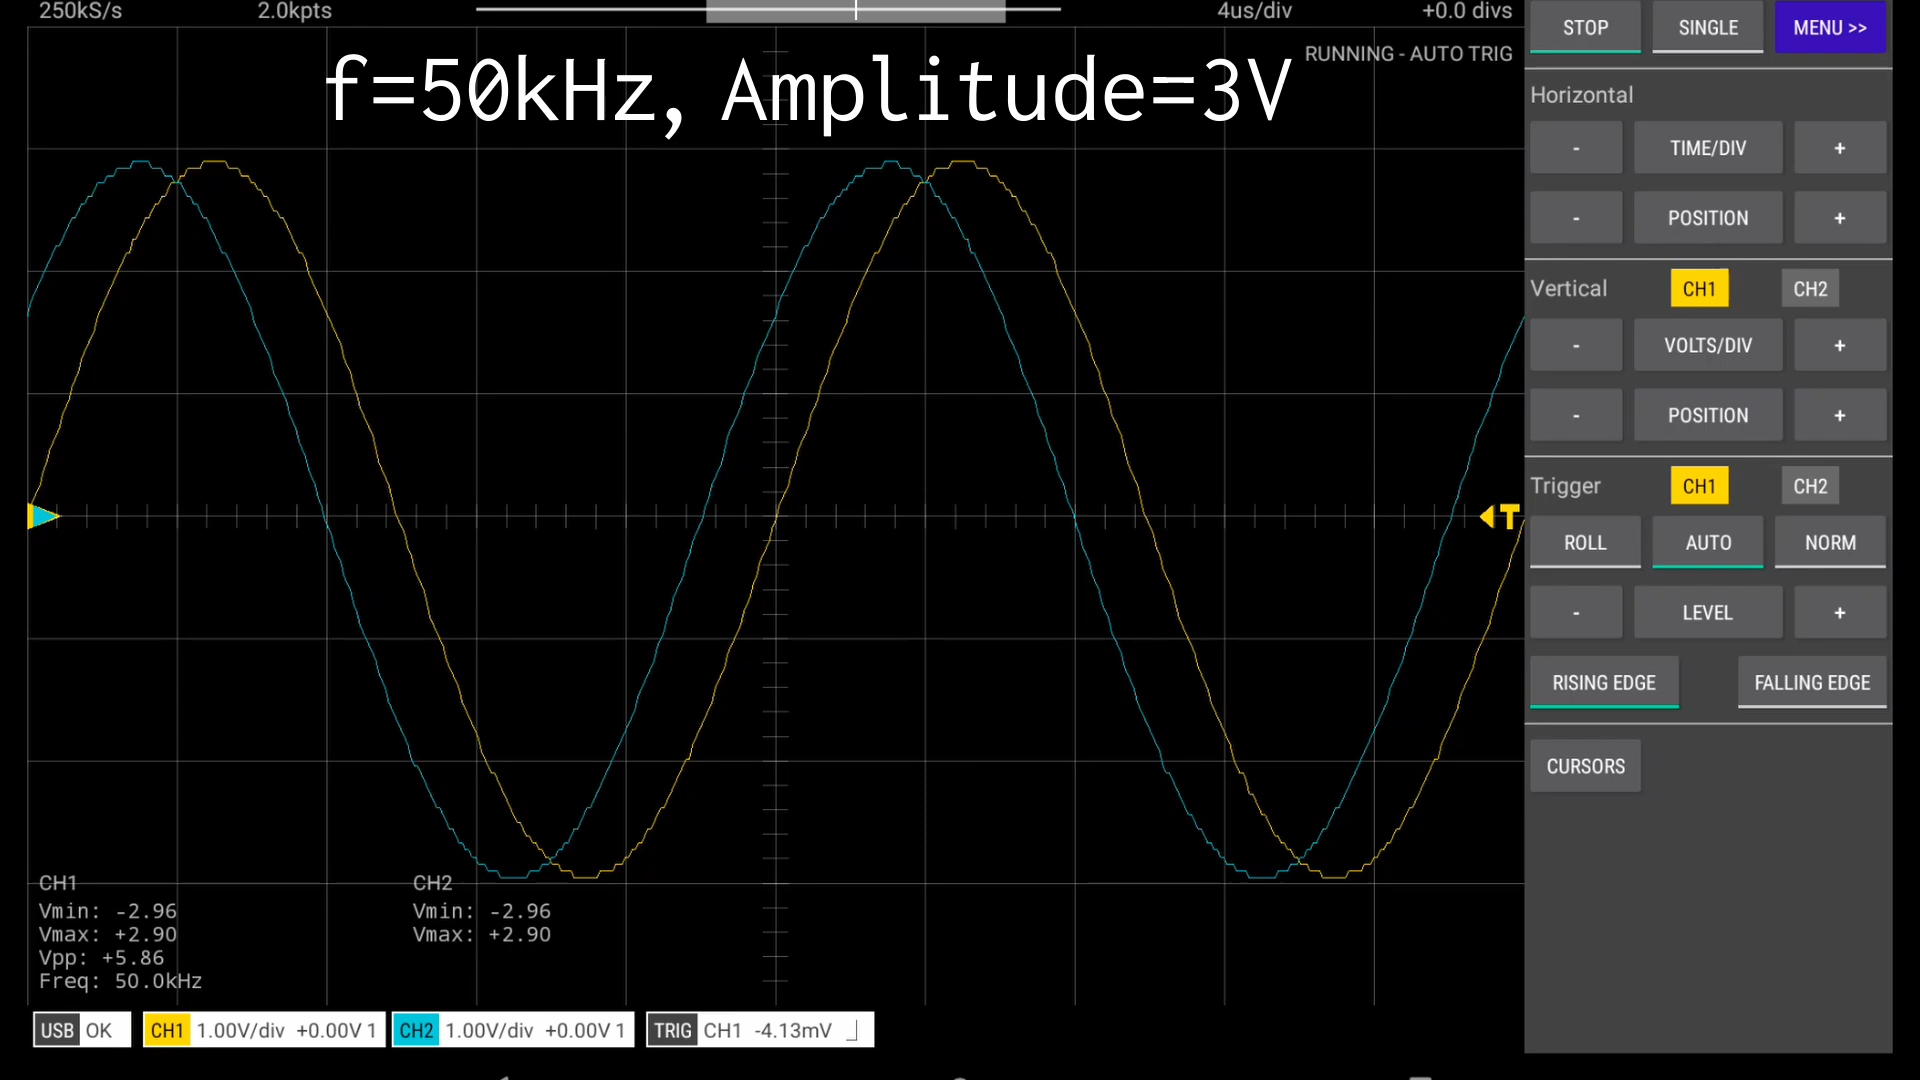 250kS/s 2.0kpts 4us/div +0.0 divs
RUNNING - AUTO TRIG
f=50kHz, Amplitude=3V
STOP SINGLE MENU >>
Horizontal
- TIME/DIV +
- POSITION +
Vertical CH1 CH2
- VOLTS/DIV +
- POSITION +
T
Trigger CH1 CH2
ROLL AUTO NORM
- LEVEL +
RISING EDGE FALLING EDGE
CURSORS
CH1
Vmin: -2.96
Vmax: +2.90
Vpp: +5.86
Freq: 50.0kHz
CH2
Vmin: -2.96
Vmax: +2.90
USB OK CH1 1.00V/div +0.00V 1 CH2 1.00V/div +0.00V 1 TRIG CH1 -4.13mV